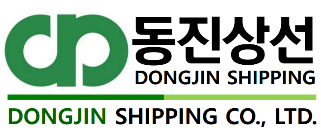 동진상선
DONGJIN SHIPPING
DONGJIN SHIPPING CO., LTD.